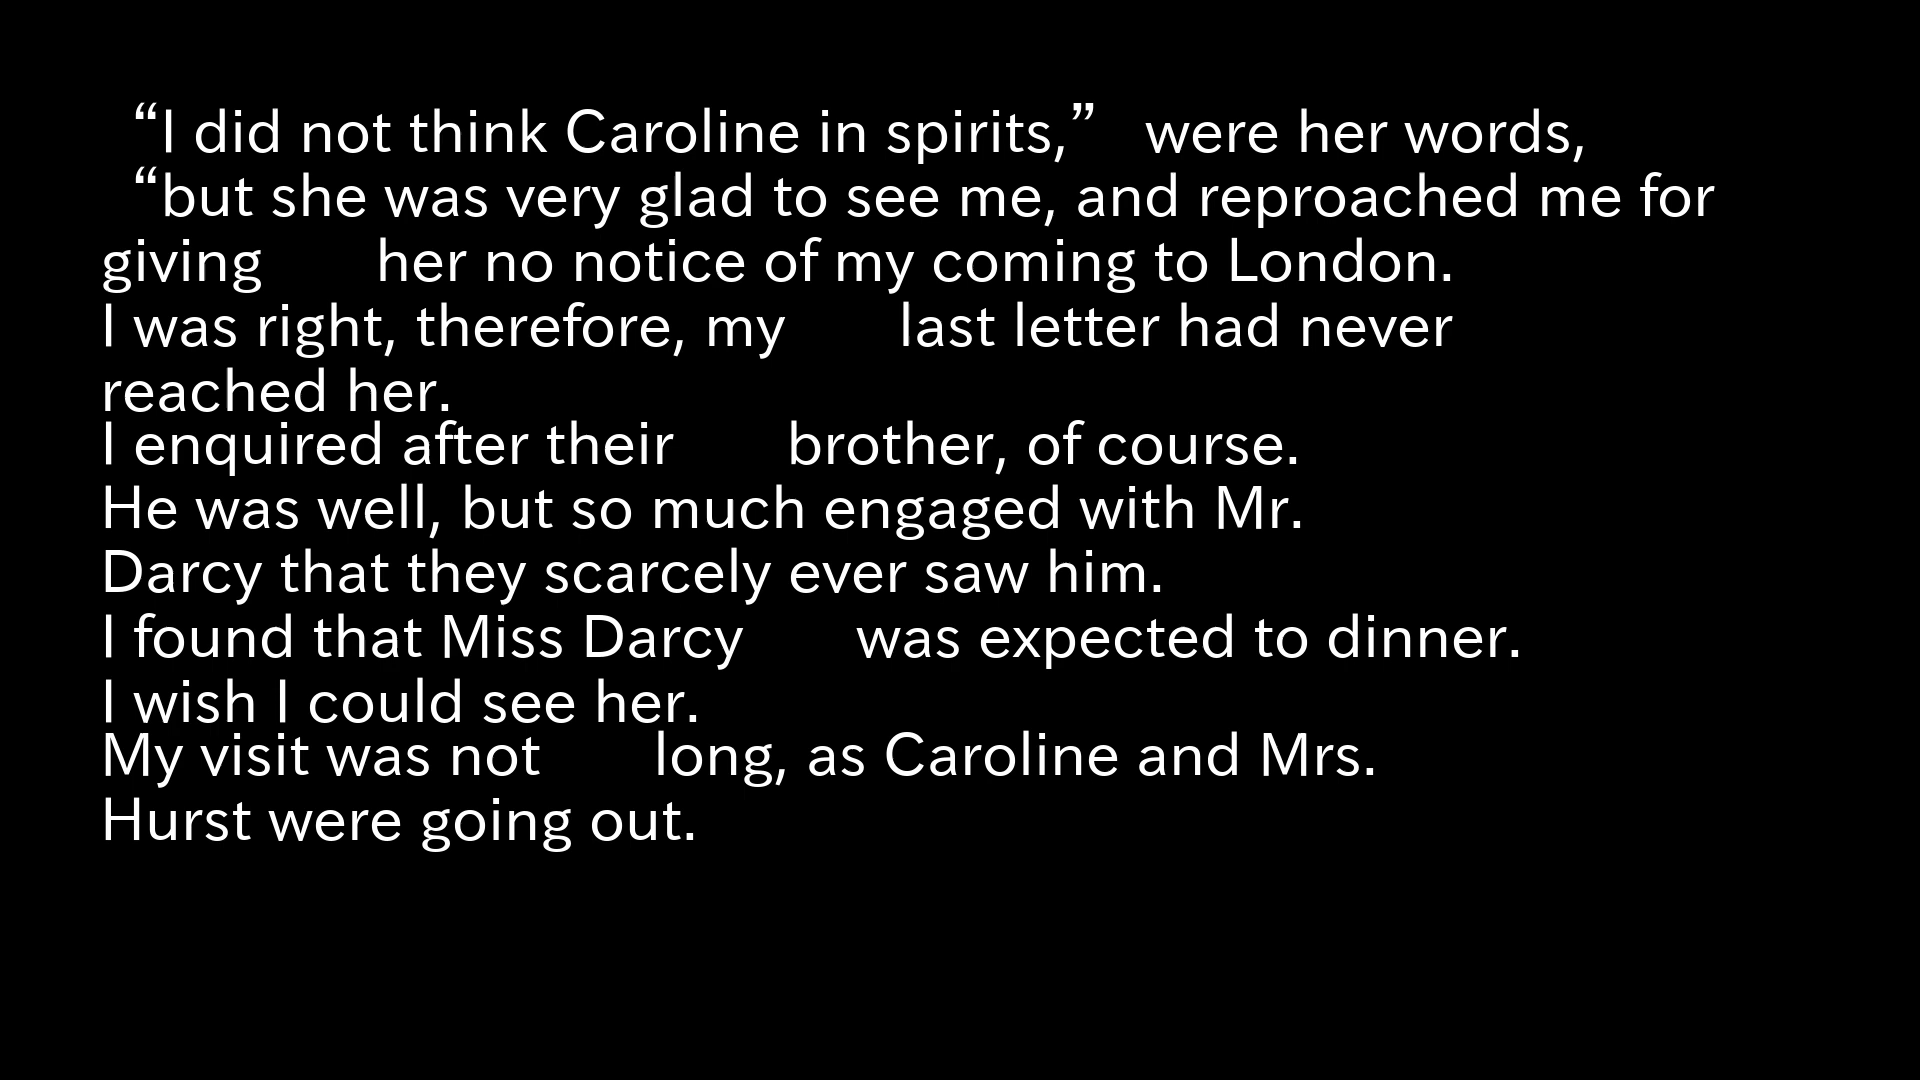 “I did not think Caroline in spirits,” were her words,
“but she was very glad to see me, and reproached me for
giving her no notice of my coming to London.
I was right, therefore, my last letter had never
reached her.
I enquired after their brother, of course.
He was well, but so much engaged with Mr.
Darcy that they scarcely ever saw him.
I found that Miss Darcy was expected to dinner.
I wish I could see her.
My visit was not long, as Caroline and Mrs.
Hurst were going out.